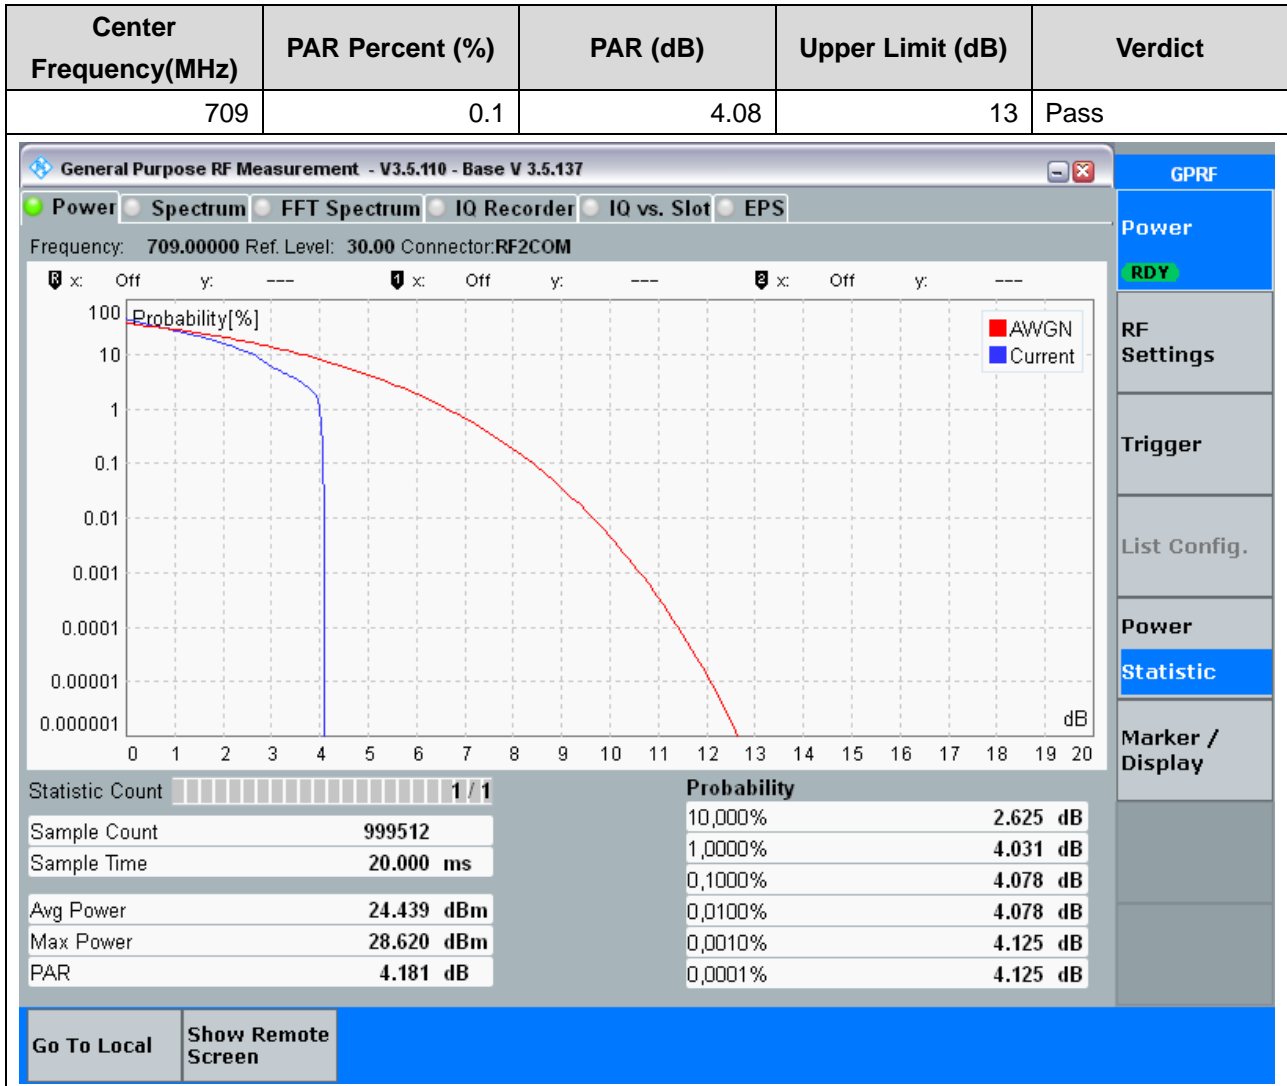 Center Frequency(MHz) PAR Percent (%) PAR (dB) Upper Limit (dB) Verdict
709 0.1 4.08 13 Pass
General Purpose RF Measurement - V3.5.110 - Base V 3.5.137
Power Spectrum FFT Spectrum IQ Recorder IQ vs. Slot EPS
Frequency: 709.00000 Ref. Level: 30.00 Connector:RF2COM
R x: Off y: --- 1 x: Off y: --- 2 x: Off y: ---
Probability[%]
AWGN
Current
100
10
1
0.1
0.01
0.001
0.0001
0.00001
0.000001
dB
0 1 2 3 4 5 6 7 8 9 10 11 12 13 14 15 16 17 18 19 20
Statistic Count 1 / 1
Sample Count 999512
Sample Time 20.000 ms
Avg Power 24.439 dBm
Max Power 28.620 dBm
PAR 4.181 dB
Probability
10,000% 2.625 dB
1,0000% 4.031 dB
0,1000% 4.078 dB
0,0100% 4.078 dB
0,0010% 4.125 dB
0,0001% 4.125 dB
GPRF
Power
RDY
RF
Settings
Trigger
List Config.
Power
Statistic
Marker /
Display
Go To Local
Show Remote
Screen